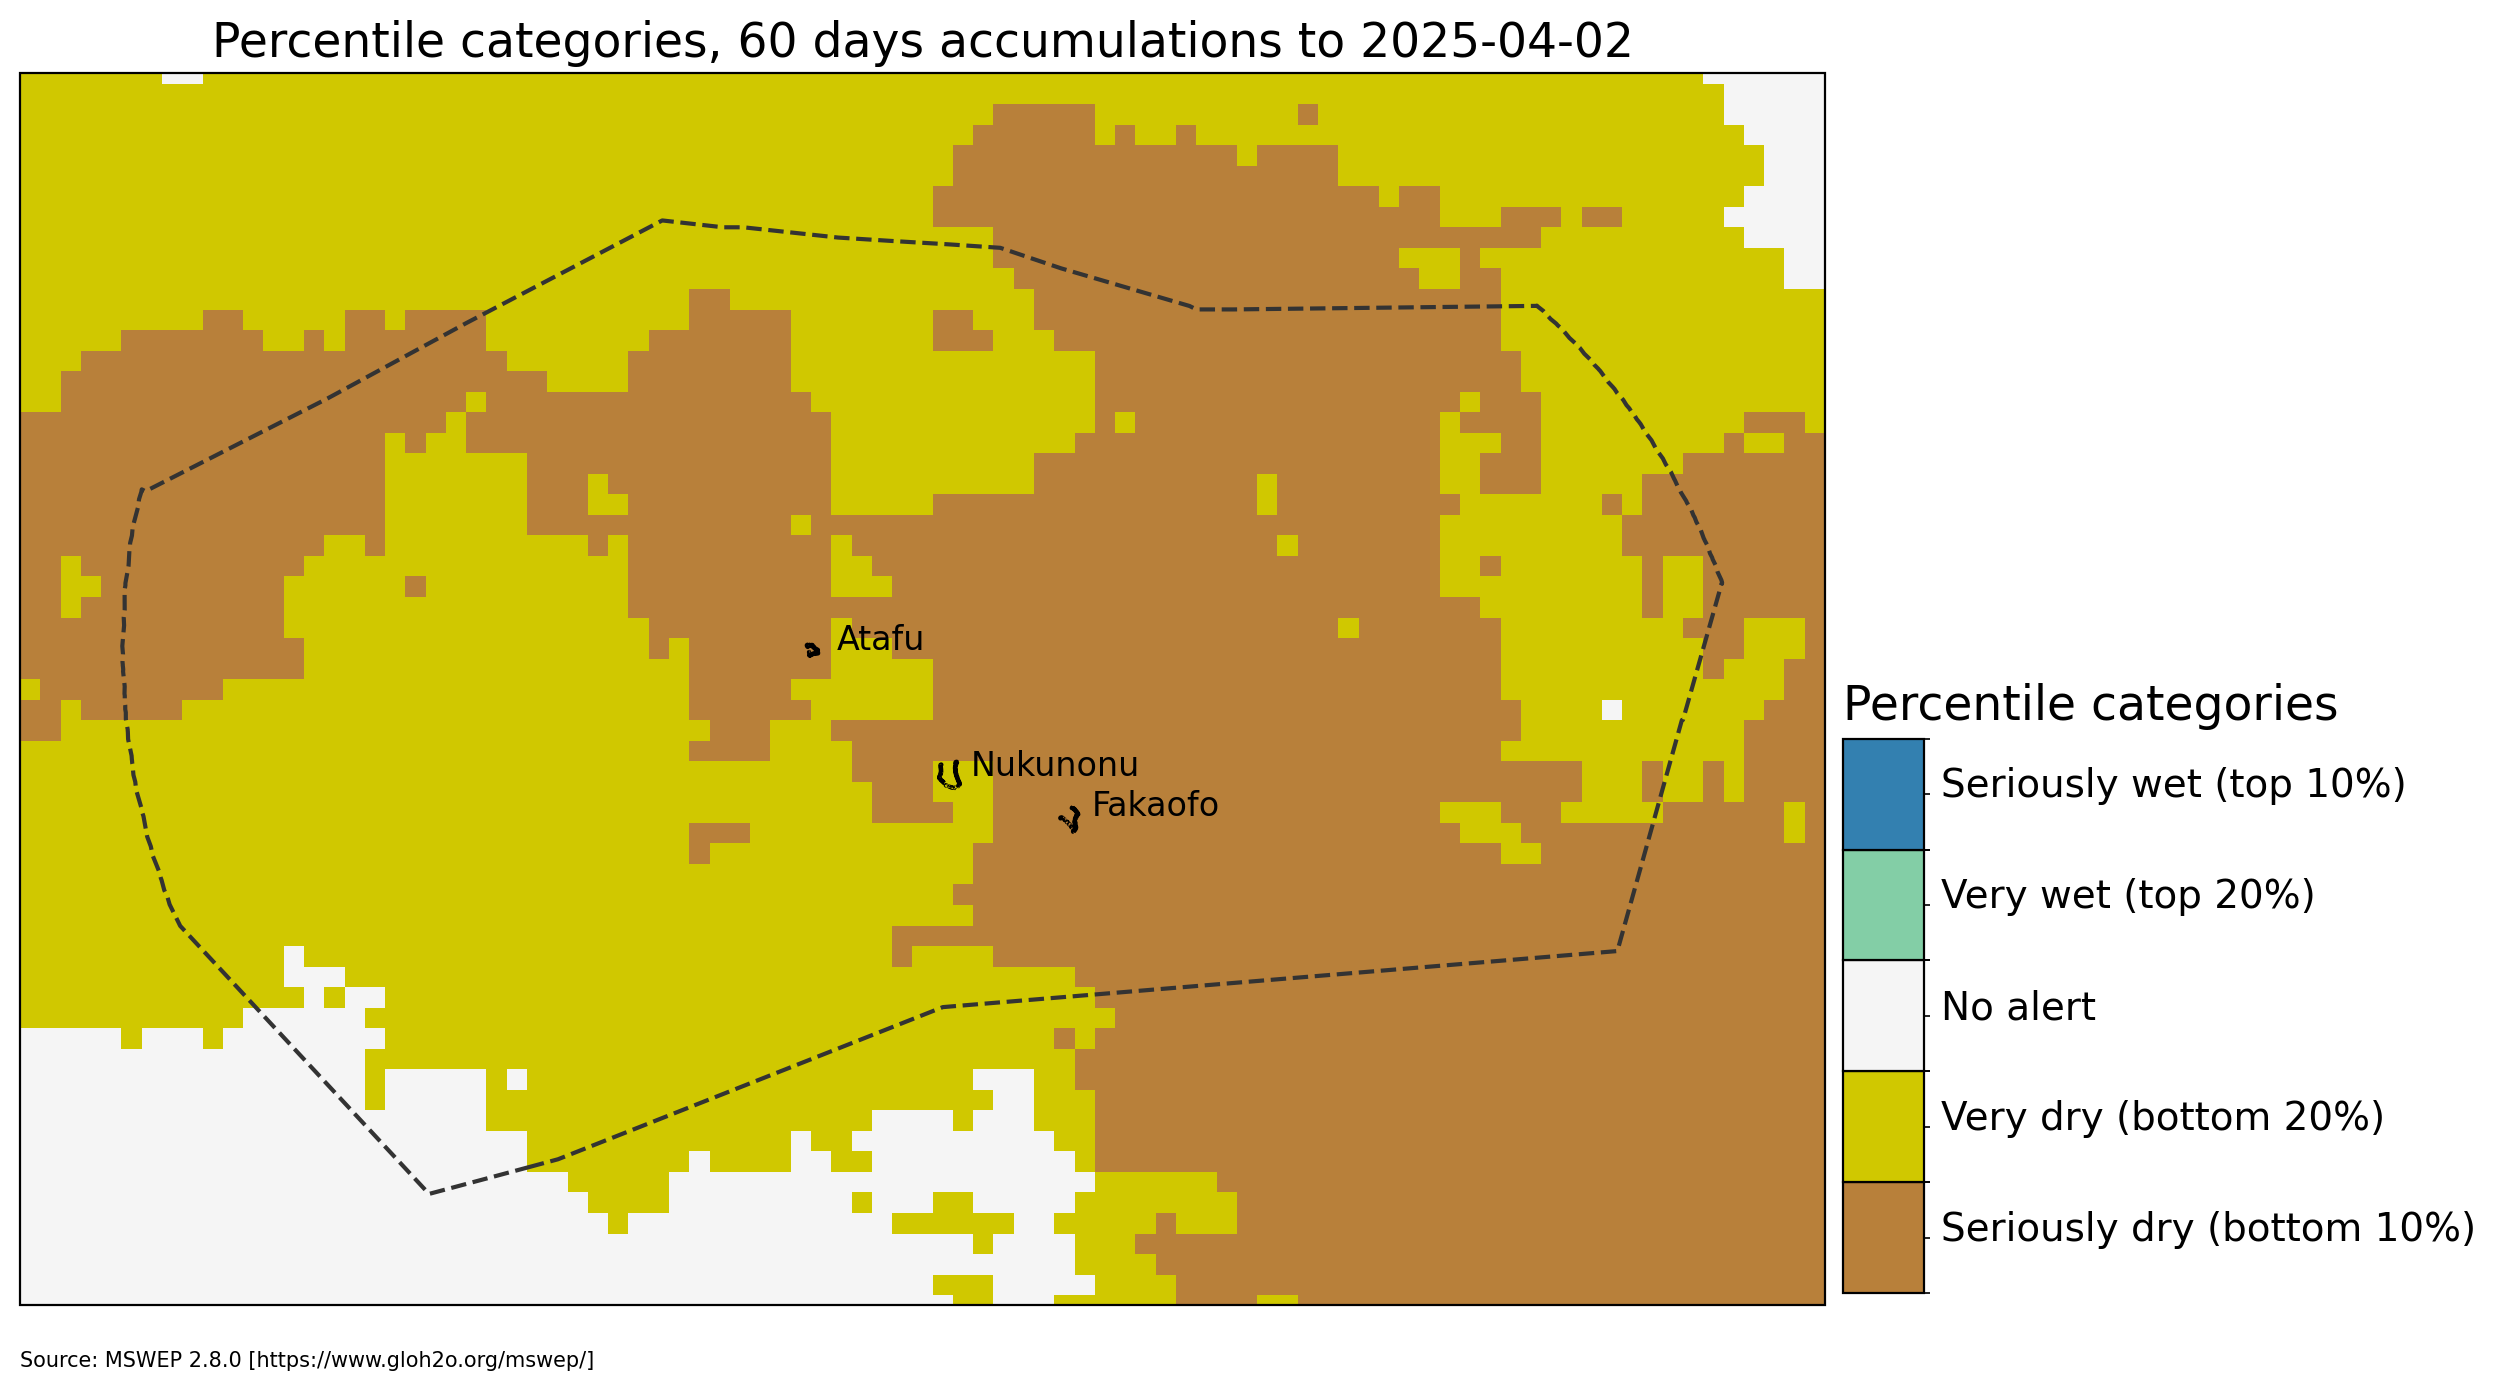 Percentile categories, 60 days accumulations to 2025-04-02
Atafu
Nukunonu
Fakaofo
Percentile categories
Seriously wet (top 10%)
Very wet (top 20%)
No alert
Very dry (bottom 20%)
Seriously dry (bottom 10%)
Source: MSWEP 2.8.0 [https://www.gloh2o.org/mswep/]